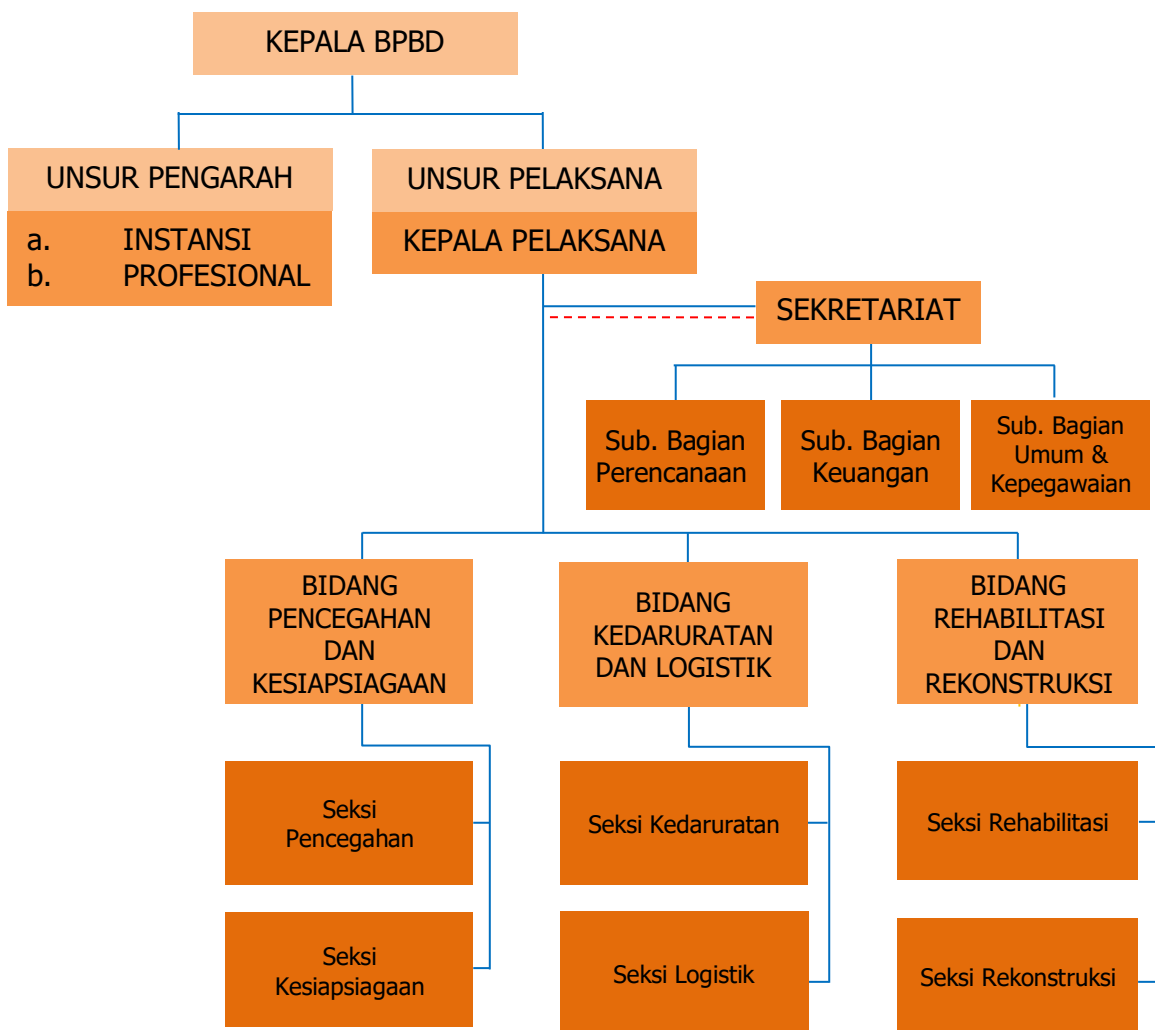 KEPALA BPBD
UNSUR PENGARAH
a. INSTANSI
b. PROFESIONAL
UNSUR PELAKSANA
KEPALA PELAKSANA
SEKRETARIAT
Sub. Bagian
Perencanaan
Sub. Bagian
Keuangan
Sub. Bagian
Umum &
Kepegawaian
BIDANG
PENCEGAHAN
DAN
KESIAPSIAGAAN
BIDANG
KEDARURATAN
DAN LOGISTIK
BIDANG
REHABILITASI
DAN
REKONSTRUKSI
Seksi
Pencegahan
Seksi Kedaruratan
Seksi Rehabilitasi
Seksi
Kesiapsiagaan
Seksi Logistik
Seksi Rekonstruksi